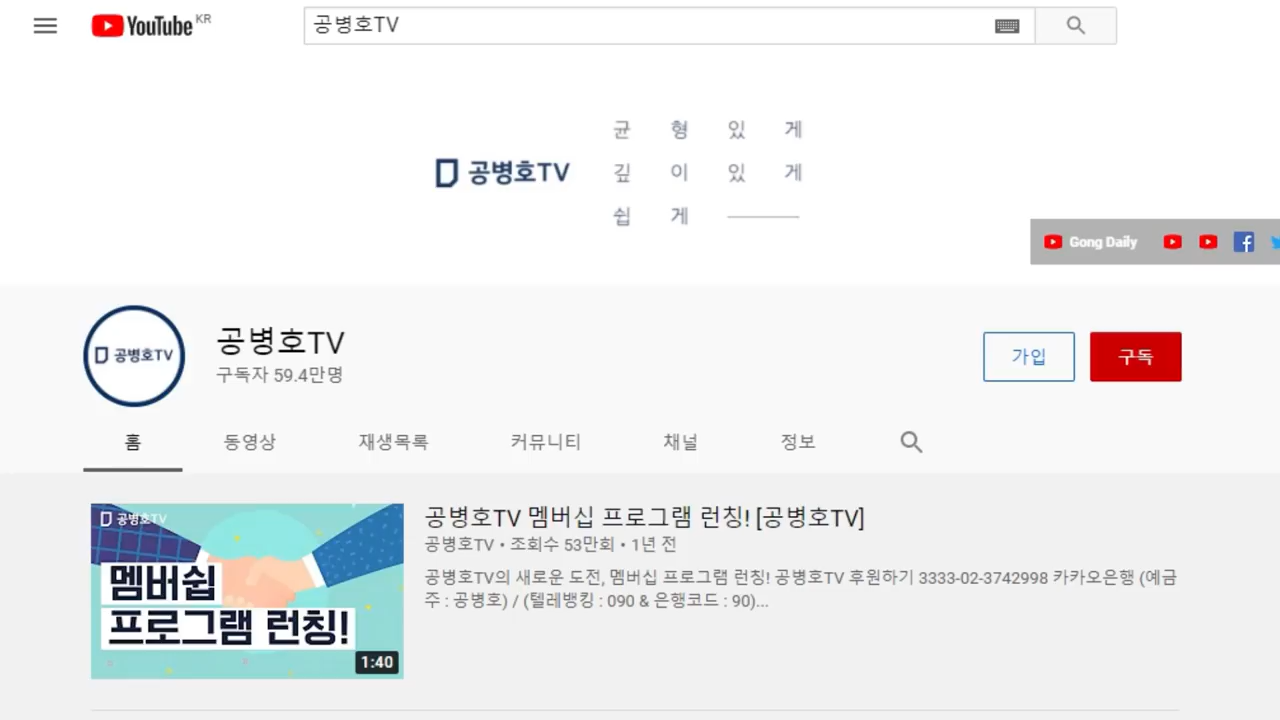 YouTube KR
공병호TV
균형있게
공병호TV 깊이있게
쉽게
Gong Daily
공병호TV
공병호TV
구독자 59.4만명
가입
구독
홈 동영상 재생목록 커뮤니티 채널 정보
공병호TV
멤버쉽
프로그램 런칭!
1:40
공병호TV 멤버십 프로그램 런칭! [공병호TV]
공병호TV • 조회수 53만회 • 1년 전
공병호TV의 새로운 도전, 멤버십 프로그램 런칭! 공병호TV 후원하기 3333-02-3742998 카카오은행 (예금
주 : 공병호) / (텔레뱅킹 : 090 & 은행코드 : 90)...